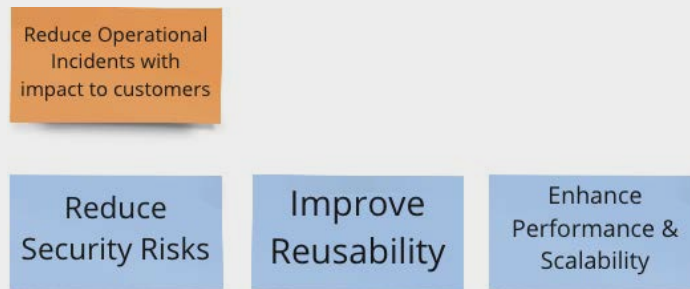 Reduce Operational
Incidents with
impact to customers
Reduce
Security Risks
Improve
Reusability
Enhance
Performance &
Scalability